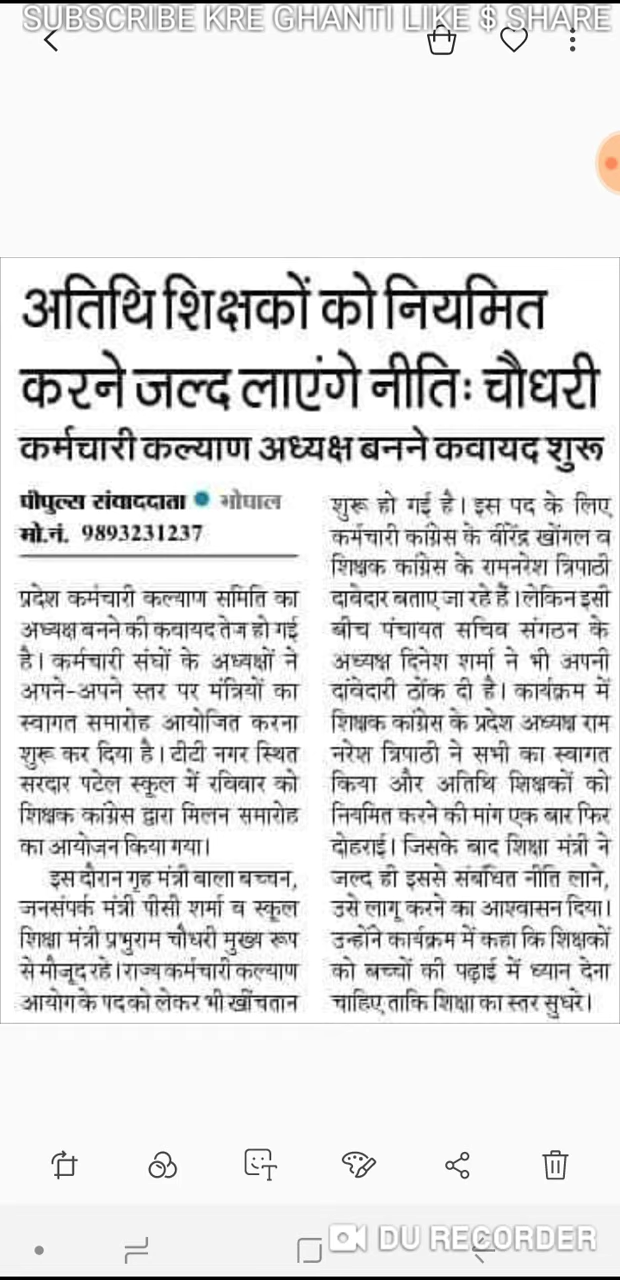 SUBSCRIBE KRE GHANTI LIKE $ SHARE
अतिथि शिक्षकों को नियमित
करने जल्द लाएंगे नीतिः चौधरी
कर्मचारी कल्याण अध्यक्ष बनने कवायद शुरू
पीपुल्स संवाददाता ● भोपाल
मो.नं. 9893231237
प्रदेश कर्मचारी कल्याण समिति का
अध्यक्ष बनने की कवायद तेज हो गई
है। कर्मचारी संघों के अध्यक्षों ने
अपने-अपने स्तर पर मंत्रियों का
स्वागत समारोह आयोजित करना
शुरू कर दिया है। टीटी नगर स्थित
सरदार पटेल स्कूल में रविवार को
शिक्षक कांग्रेस द्वारा मिलन समारोह
का आयोजन किया गया।
इस दौरान गृह मंत्री बाला बच्चन,
जनसंपर्क मंत्री पीसी शर्मा व स्कूल
शिक्षा मंत्री प्रभुराम चौधरी मुख्य रूप
से मौजूद रहे। राज्य कर्मचारी कल्याण
आयोग के पद को लेकर भी खींचतान
शुरू हो गई है। इस पद के लिए
कर्मचारी कांग्रेस के वीरेंद्र खोंगल व
शिक्षक कांग्रेस के रामनरेश त्रिपाठी
दावेदार बताए जा रहे हैं। लेकिन इसी
बीच पंचायत सचिव संगठन के
अध्यक्ष दिनेश शर्मा ने भी अपनी
दांवेदारी ठोंक दी है। कार्यक्रम में
शिक्षक कांग्रेस के प्रदेश अध्यक्ष राम
नरेश त्रिपाठी ने सभी का स्वागत
किया और अतिथि शिक्षकों को
नियमित करने की मांग एक बार फिर
दोहराई। जिसके बाद शिक्षा मंत्री ने
जल्द ही इससे संबंधित नीति लाने,
उसे लागू करने का आश्वासन दिया।
उन्होंने कार्यक्रम में कहा कि शिक्षकों
को बच्चों की पढ़ाई में ध्यान देना
चाहिए ताकि शिक्षा का स्तर सुधरे।
DU RECORDER